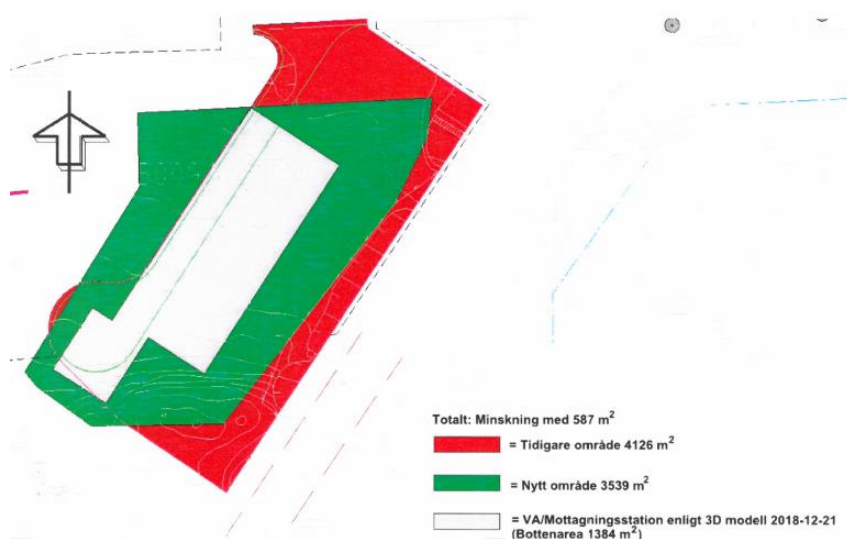 Totalt: Minskning med 587 m²
= Tidigare område 4126 m²
= Nytt område 3539 m²
= VA/Mottagningsstation enligt 3D modell 2018-12-21
(Bottenarea 1384 m²)